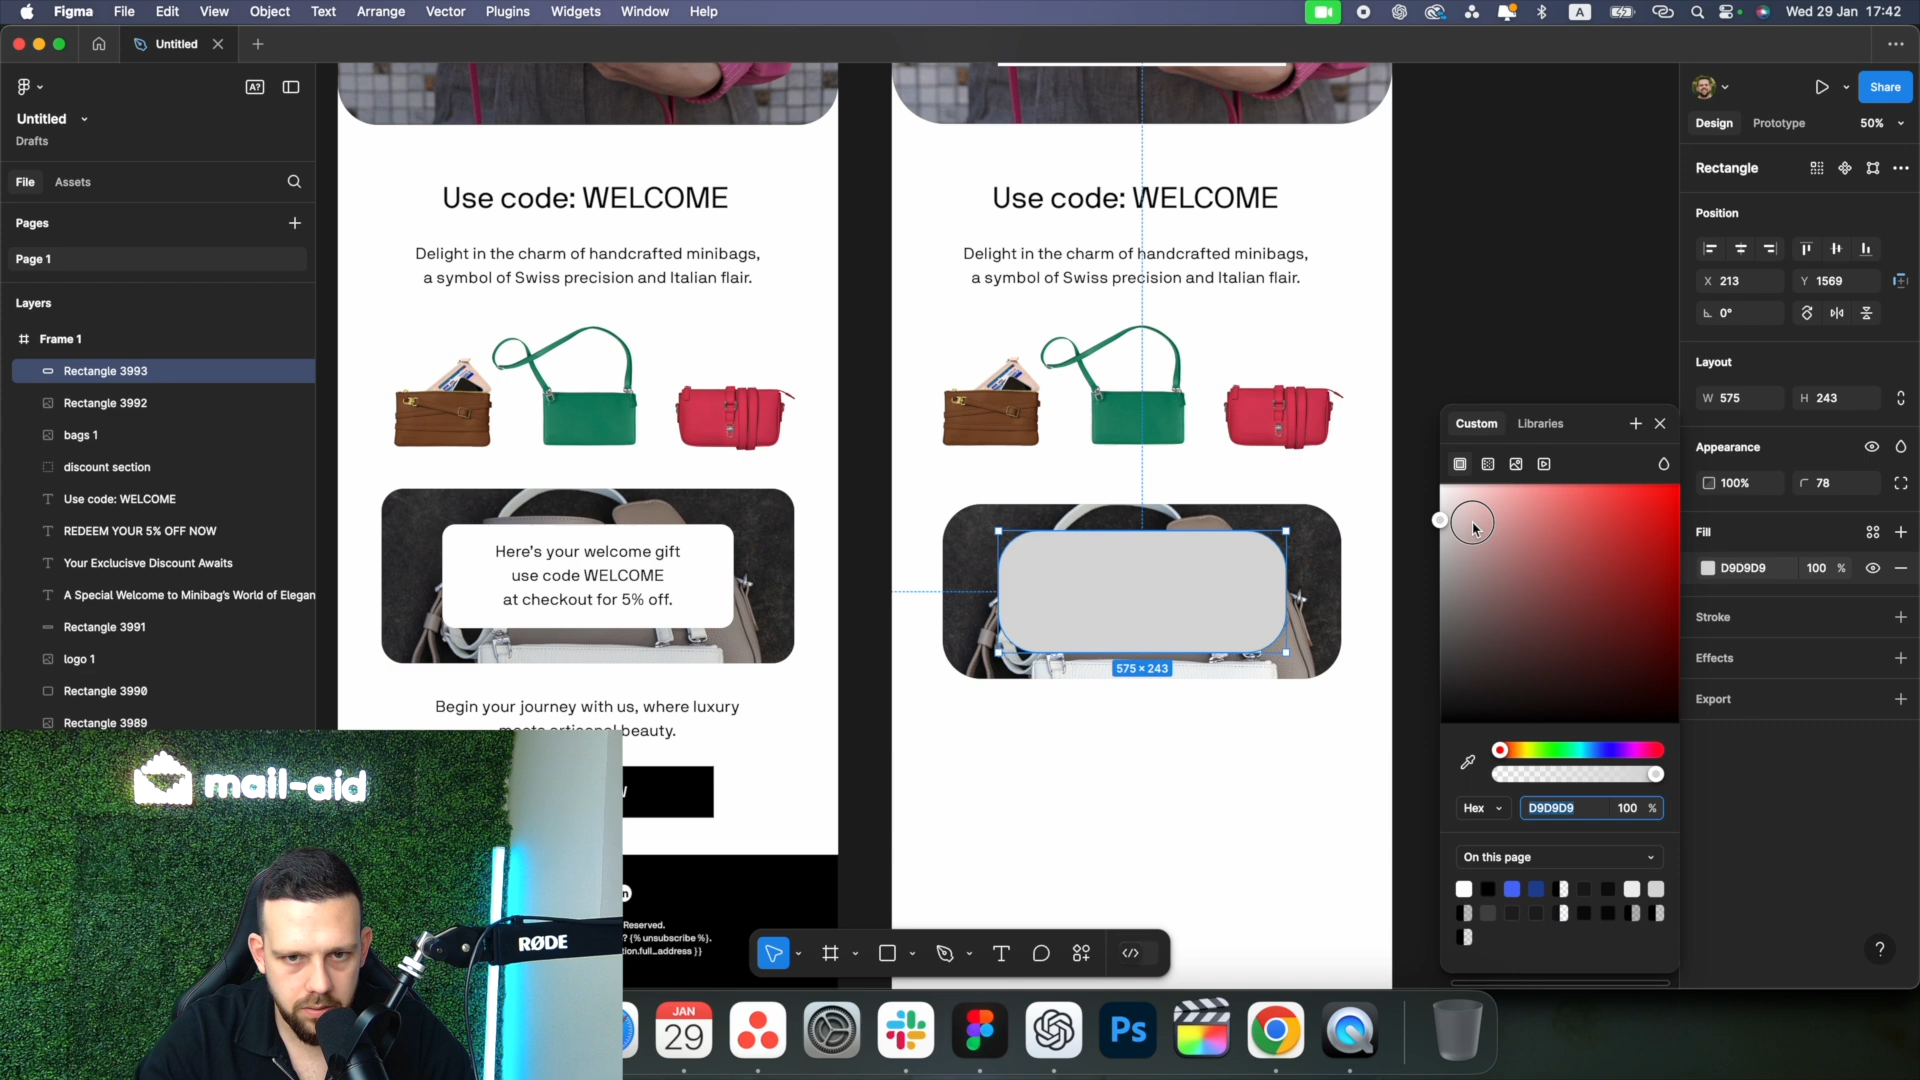 Figma File Edit View Object Text Arrange Vector Plugins Widgets Window Help
A
Wed 29 Jan 17:42
Untitled
A?
Share
Untitled
Drafts
Design Prototype 50%
File Assets
Rectangle
Pages
Position
Page 1
X 213 Y 1569
Layers
0°
Frame 1
Layout
Rectangle 3993
W 575 H 243
Rectangle 3992
Custom Libraries
bags 1
Appearance
discount section
100% 78
Use code: WELCOME
REDEEM YOUR 5% OFF NOW
Fill
Your Exclucisve Discount Awaits
D9D9D9 100 %
A Special Welcome to Minibag's World of Elegan
Rectangle 3991
Stroke
logo 1
Effects
Rectangle 3990
Export
Rectangle 3989
Use code: WELCOME
Delight in the charm of handcrafted minibags,
a symbol of Swiss precision and Italian flair.
Here's your welcome gift
use code WELCOME
at checkout for 5% off.
Begin your journey with us, where luxury
meets artisanal beauty.
Reserved.
? {% unsubscribe %}.
tion.full_address }}
Use code: WELCOME
Delight in the charm of handcrafted minibags,
a symbol of Swiss precision and Italian flair.
575 × 243
Hex D9D9D9 100 %
On this page
?
mail-aid
RØDE
JAN
29
Ps